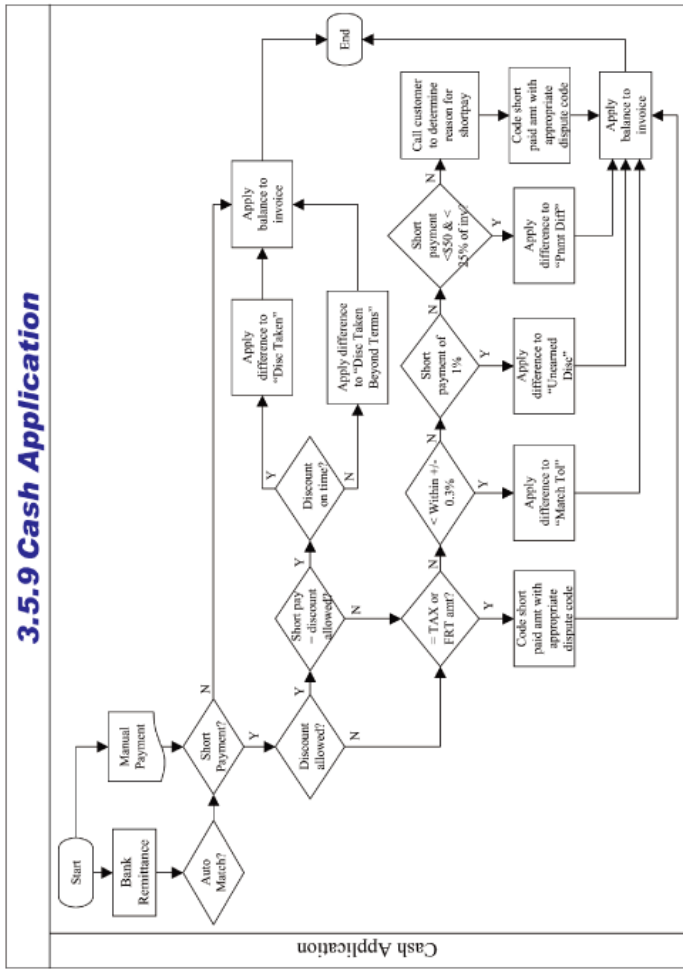 3.5.9 Cash Application
Cash Application
Start
Bank
Remittance
Auto
Match?
Manual
Payment
Short
Payment?
N
Y
Discount
allowed?
Y
N
Short pay
= discount
allowed?
Y
N
Discount
on time?
Y
N
Apply
difference to
“Disc Taken”
Apply difference
to “Disc Taken
Beyond Terms”
Apply
balance to
invoice
End
= TAX or
FRT amt?
N
Y
Code short
paid amt with
appropriate
dispute code
< Within +/-
0.3%
N
Y
Apply
difference to
“Match Tol”
Short
payment of
1%
N
Y
Apply
difference to
“Unearned
Disc”
Short
payment
<$50 & <
25% of inv?
N
Y
Apply
difference to
“Pnmt Diff”
Call customer
to determine
reason for
shortpay
Code short
paid amt with
appropriate
dispute code
Apply
balance to
invoice